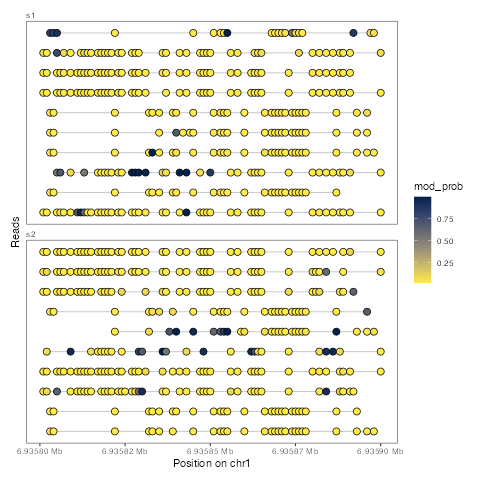 s1
s2
Reads
6.93580 Mb
6.93582 Mb
6.93585 Mb
6.93587 Mb
6.93590 Mb
Position on chr1
mod_prob
0.75
0.50
0.25